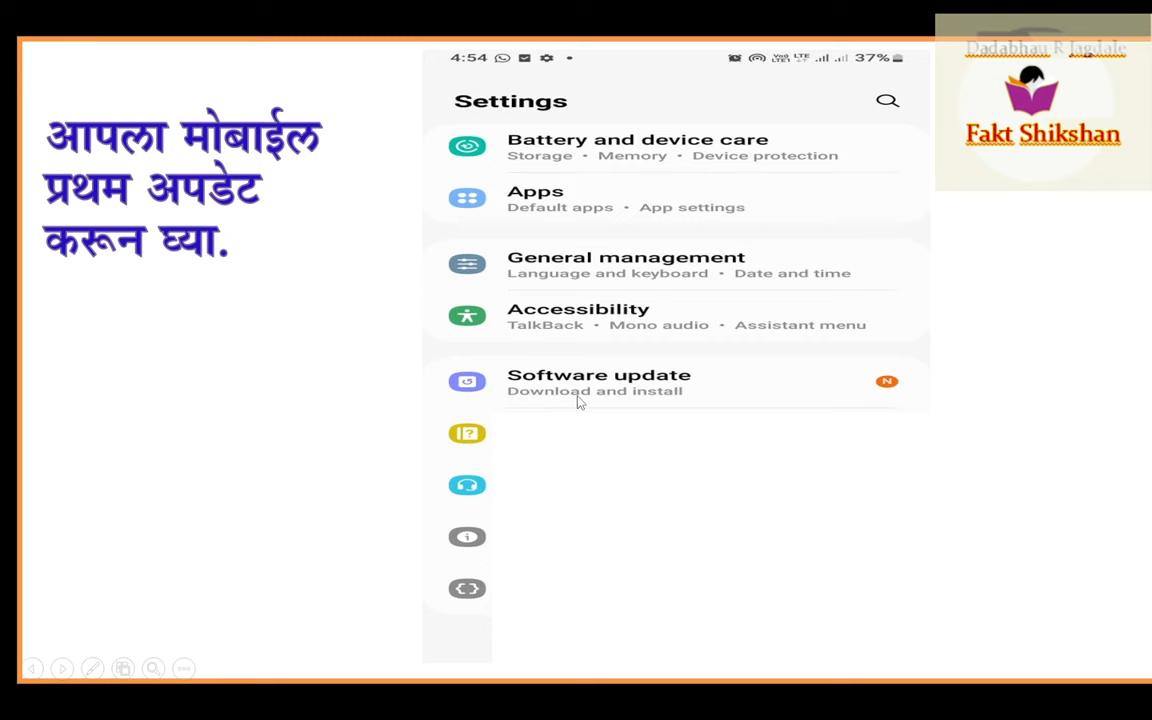 Dadabhau R Jagdale
Fakt Shikshan
आपला मोबाईल
प्रथम अपडेट
करून घ्या.
4:54
LTE
37%
Settings
Battery and device care
Storage • Memory • Device protection
Apps
Default apps • App settings
General management
Language and keyboard • Date and time
Accessibility
TalkBack • Mono audio • Assistant menu
Software update
Download and install
N